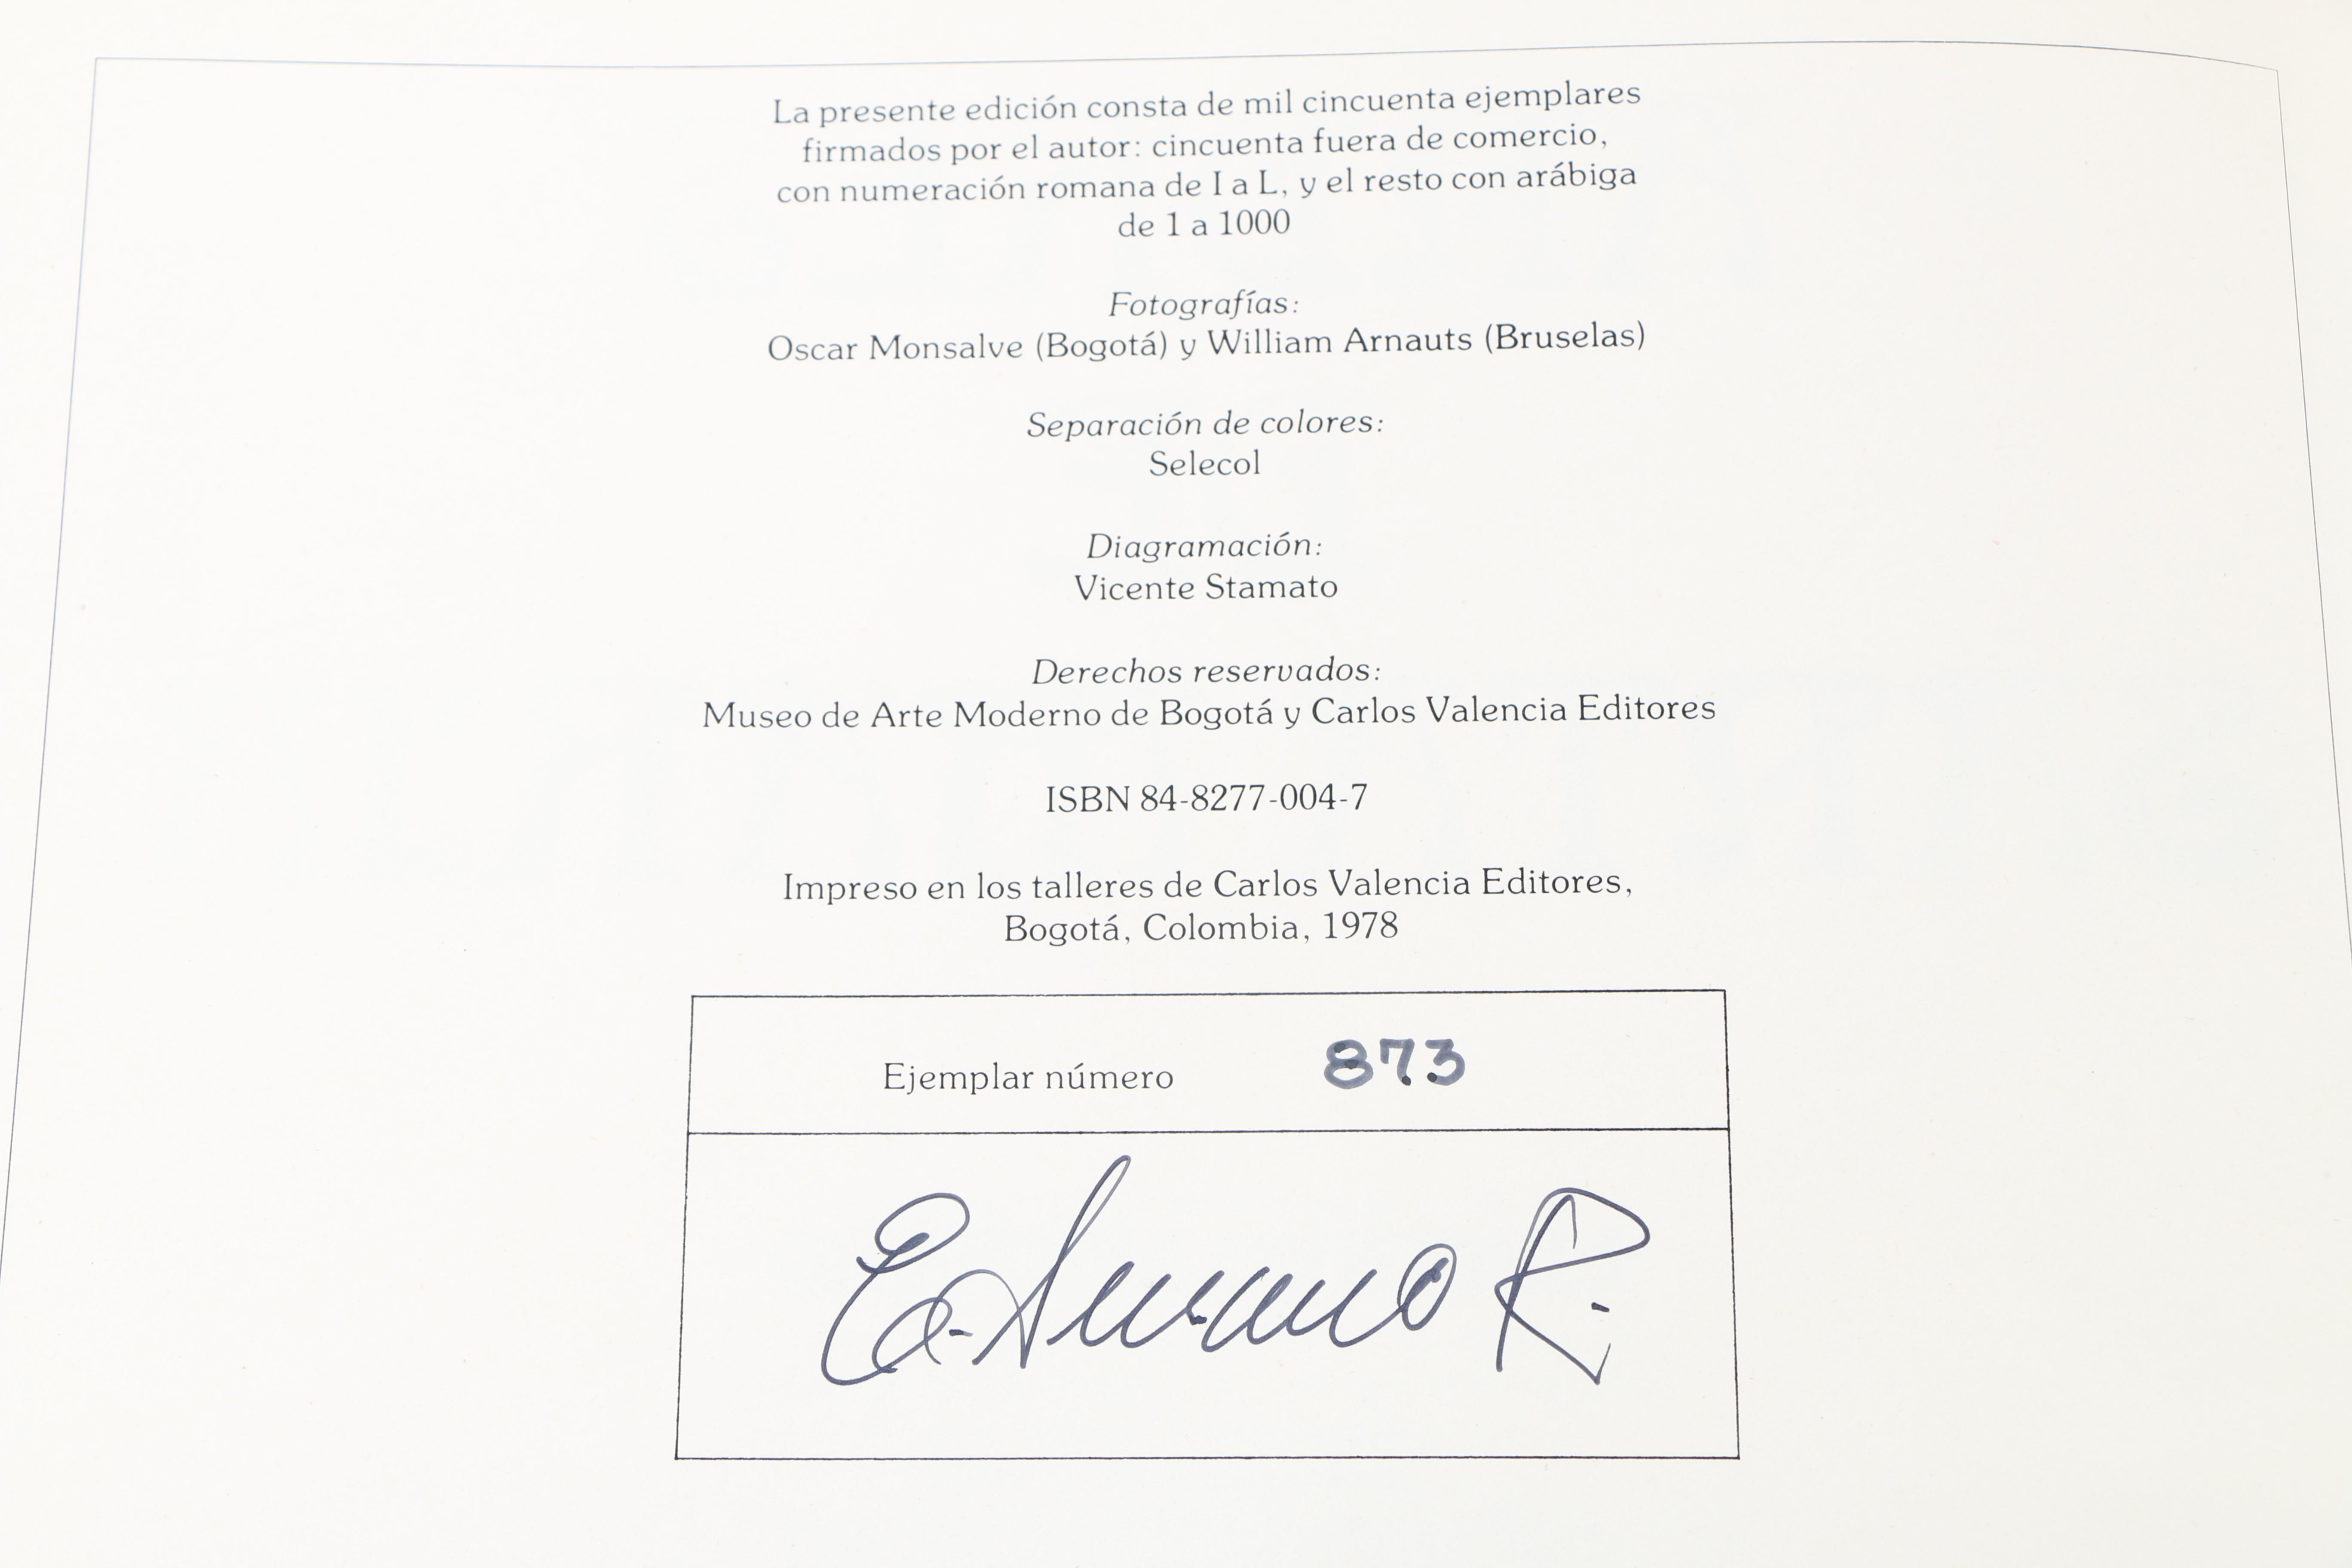 La presente edición consta de mil cincuenta ejemplares
firmados por el autor: cincuenta fuera de comercio,
con numeración romana de I a L, y el resto con arábiga
de 1 a 1000
Fotografías:
Oscar Monsalve (Bogotá) y William Arnauts (Bruselas)
Separación de colores:
Selecol
Diagramación:
Vicente Stamato
Derechos reservados:
Museo de Arte Moderno de Bogotá y Carlos Valencia Editores
ISBN 84-8277-004-7
Impreso en los talleres de Carlos Valencia Editores,
Bogotá, Colombia, 1978
Ejemplar número 873